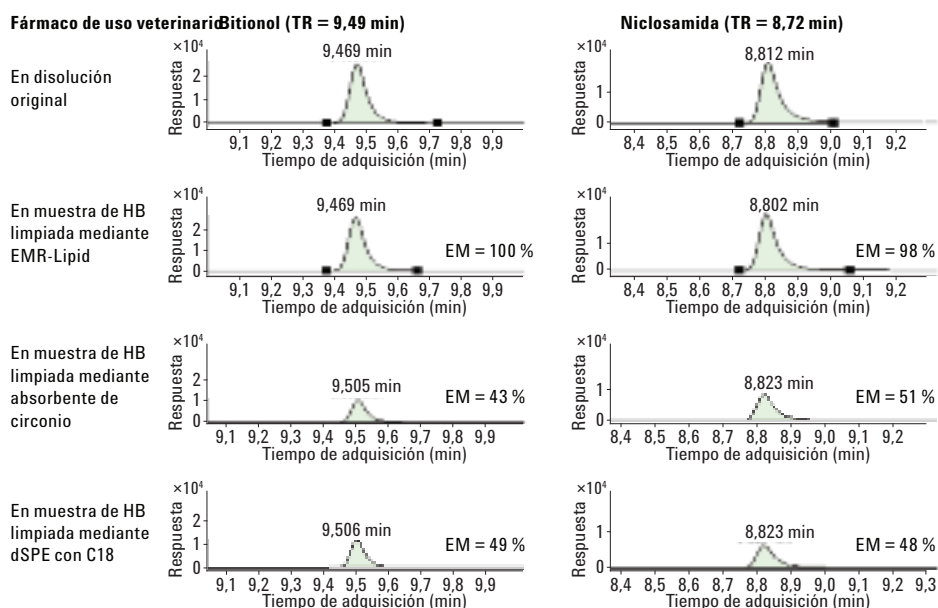 Fármaco de uso veterinario Bitionol (TR = 9,49 min) Niclosamida (TR = 8,72 min)
En disolución
original
×10⁴
Respuesta
2
1
0
9,469 min
9,1 9,2 9,3 9,4 9,5 9,6 9,7 9,8 9,9
Tiempo de adquisición (min)
×10⁴
Respuesta
1
0
8,812 min
8,4 8,5 8,6 8,7 8,8 8,9 9,0 9,1 9,2
Tiempo de adquisición (min)
En muestra de HB
limpiada mediante
EMR-Lipid
×10⁴
Respuesta
2
1
0
9,469 min
EM = 100 %
9,1 9,2 9,3 9,4 9,5 9,6 9,7 9,8 9,9
Tiempo de adquisición (min)
×10⁴
Respuesta
1
0
8,802 min
EM = 98 %
8,4 8,5 8,6 8,7 8,8 8,9 9,0 9,1 9,2
Tiempo de adquisición (min)
En muestra de HB
limpiada mediante
absorbente de
circonio
×10⁴
Respuesta
2
1
0
9,505 min
EM = 43 %
9,1 9,2 9,3 9,4 9,5 9,6 9,7 9,8 9,9
Tiempo de adquisición (min)
×10⁴
Respuesta
1
0
8,823 min
EM = 51 %
8,4 8,5 8,6 8,7 8,8 8,9 9,0 9,1 9,2
Tiempo de adquisición (min)
En muestra de HB
limpiada mediante
dSPE con C18
×10⁴
Respuesta
2
1
0
9,506 min
EM = 49 %
9,1 9,2 9,3 9,4 9,5 9,6 9,7 9,8 9,9
Tiempo de adquisición (min)
×10⁴
Respuesta
1
0
8,823 min
EM = 48 %
8,4 8,5 8,6 8,7 8,8 8,9 9,0 9,1 9,2 9,3
Tiempo de adquisición (min)